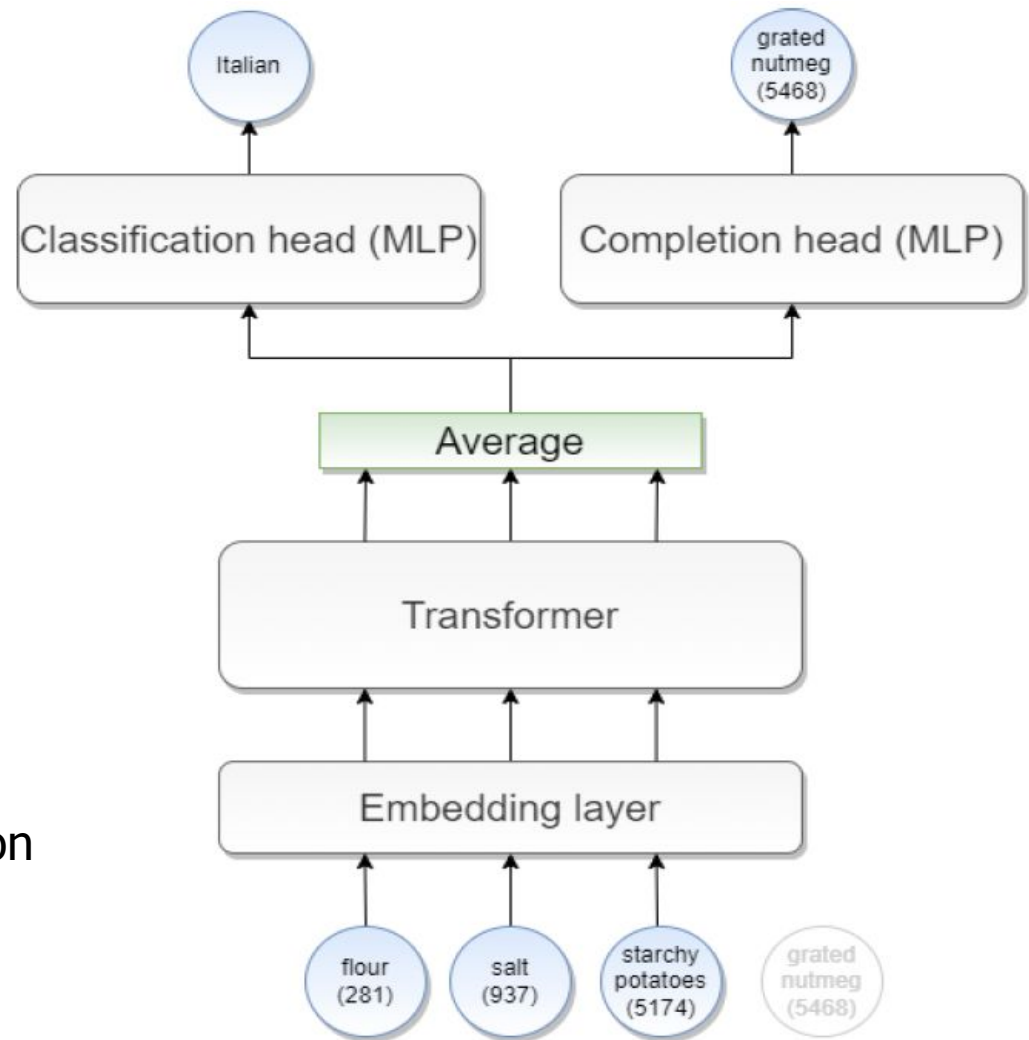 Italian
grated
nutmeg
(5468)
Classification head (MLP)
Completion head (MLP)
Average
Transformer
Embedding layer
on
flour
(281)
salt
(937)
starchy
potatoes
(5174)
grated
nutmeg
(5468)